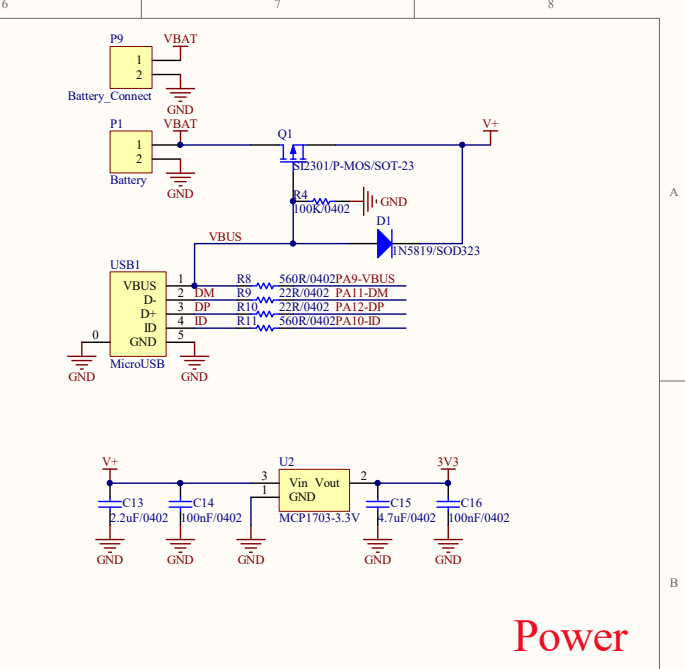 6 7 8
P9 VBAT
1
2
Battery_Connect
GND
P1 VBAT
1
2
Battery
GND
Q1
SI2301/P-MOS/SOT-23
V+
A
R4
100K/0402
GND
D1
1N5819/SOD323
VBUS
USB1
VBUS 1 R8 560R/0402 PA9-VBUS
D- 2 DM R9 22R/0402 PA11-DM
D+ 3 DP R10 22R/0402 PA12-DP
ID 4 ID R11 560R/0402 PA10-ID
0 GND 5
MicroUSB
GND GND
V+ U2 3V3
3 Vin Vout 2
1 GND
C13 C14 C15 C16
2.2uF/0402 100nF/0402 MCP1703-3.3V 4.7uF/0402 100nF/0402
GND GND GND GND GND
B
Power